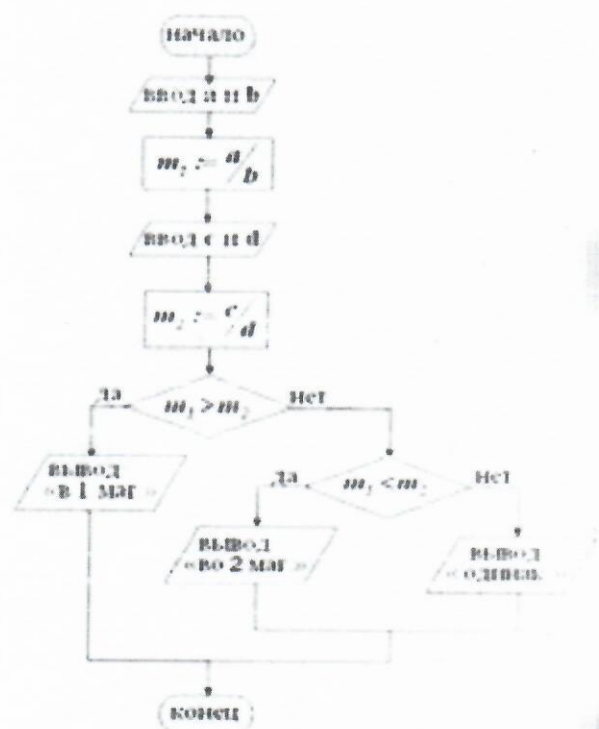 начало
ввод a и b
m₁ := a/b
ввод c и d
m₂ := c/d
да
m₁ > m₂
нет
вывод
«в 1 маг »
да
m₁ < m₂
нет
вывод
«во 2 маг »
вывод
«одинак. »
конец